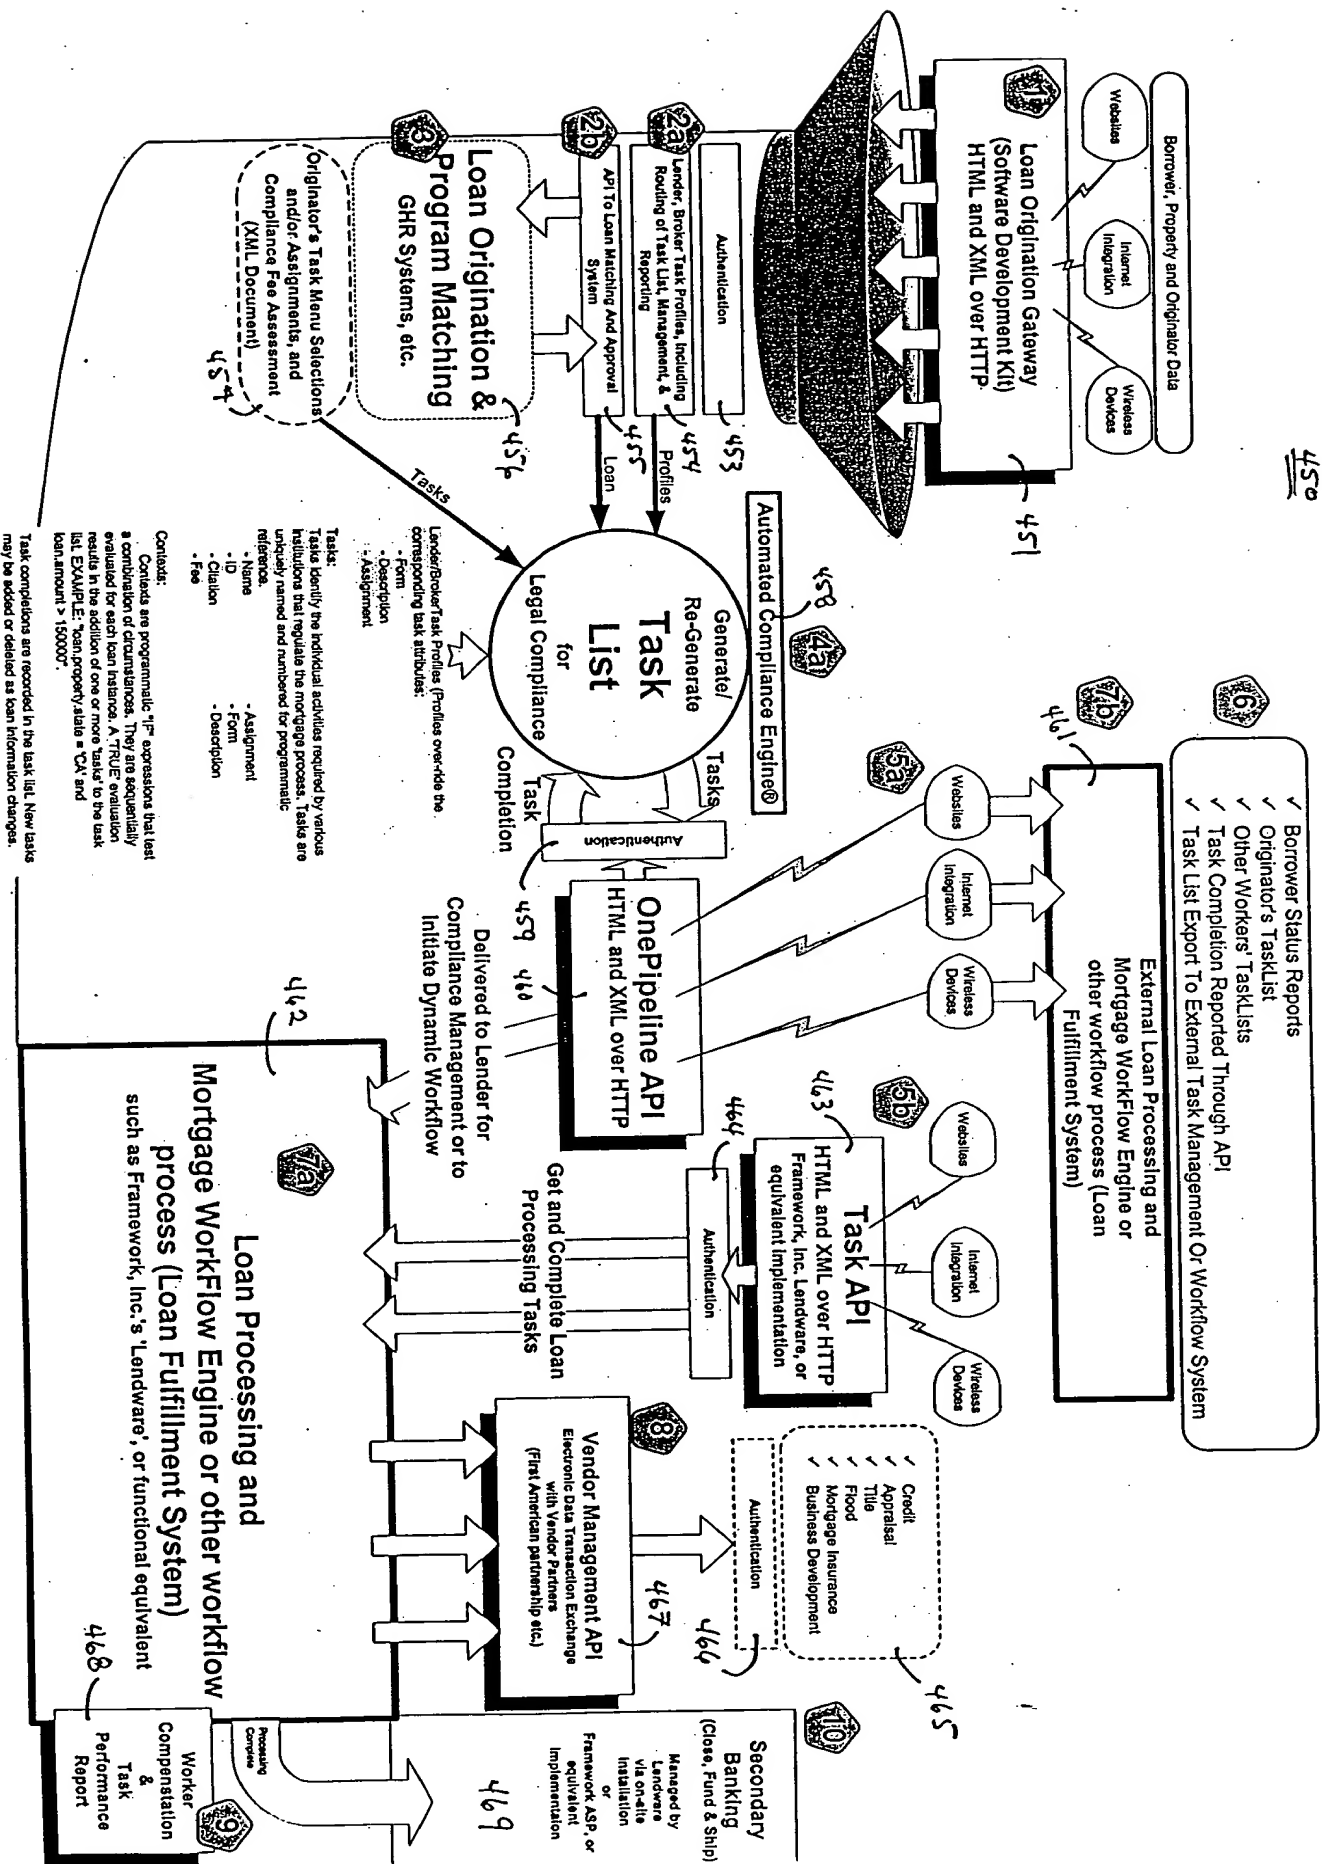 450
Borrower, Property and Originator Data
Websites
Internet
Integration
Wireless
Devices
1
Loan Origination Gateway
(Software Development Kit)
HTML and XML over HTTP
451
Authentication
453
2a
Lender, Broker Task Profiles, Including
Routing of Task List, Management, &
Reporting
454
Profiles
2b
API To Loan Matching And Approval
System
455
Loan
3
Loan Origination &
Program Matching
GHR Systems, etc.
456
Originator's Task Menu Selections
and/or Assignments, and
Compliance Fee Assessment
(XML Document)
454
Tasks
Automated Compliance Engine®
458
4a
Generate/
Re-Generate
Task
List
for
Legal Compliance
Lender/BrokerTask Profiles (Profiles over-ride the
corresponding task attributes:
- Form
- Description
- Assignment
Tasks:
Tasks identify the individual activities required by various
institutions that regulate the mortgage process. Tasks are
uniquely named and numbered for programmatic
reference.
- Name
- ID
- Citation
- Fee
- Assignment
- Form
- Description
Contexts:
Contexts are programmatic "IF" expressions that test
a combination of circumstances. They are sequentially
evaluated for each loan instance. A 'TRUE' evaluation
results in the addition of one or more 'tasks' to the task
list. EXAMPLE: "loan.property.state = 'CA' and
loan.amount > 15000".
Task completions are recorded in the task list. New tasks
may be added or deleted as loan information changes.
Tasks
Task
Completion
Authentication
459
OnePipeline API
HTML and XML over HTTP
460
Delivered to Lender for
Compliance Management or to
Initiate Dynamic Workflow
5a
Websites
Internet
Integration
Wireless
Devices
6
✓ Borrower Status Reports
✓ Originator's TaskList
✓ Other Workers' TaskLists
✓ Task Completion Reported Through API
✓ Task List Export To External Task Management Or Workflow System
7b
461
External Loan Processing and
Mortgage WorkFlow Engine or
other workflow process (Loan
Fulfillment System)
5b
Websites
Internet
Integration
Wireless
Devices
463
Task API
HTML and XML over HTTP
Framework, Inc. Lendware, or
equivalent implementation
464
Authentication
Get and Complete Loan
Processing Tasks
462
7a
Loan Processing and
Mortgage WorkFlow Engine or other workflow
process (Loan Fulfillment System)
such as Framework, Inc.'s 'Lendware', or functional equivalent
8
Vendor Management API
Electronic Data Transaction Exchange
with Vendor Partners
(First American partnership etc.)
467
✓ Credit
✓ Appraisal
✓ Title
✓ Flood
✓ Mortgage Insurance
✓ Business Development
465
Authentication
466
10
Secondary
Banking
(Close, Fund & Ship)
Managed by
Lendware
via on-site
Installation
or
Framework ASP, or
equivalent
Implementaion
469
Processing
Complete
468
9
Worker
Compenstation
&
Task
Performance
Report